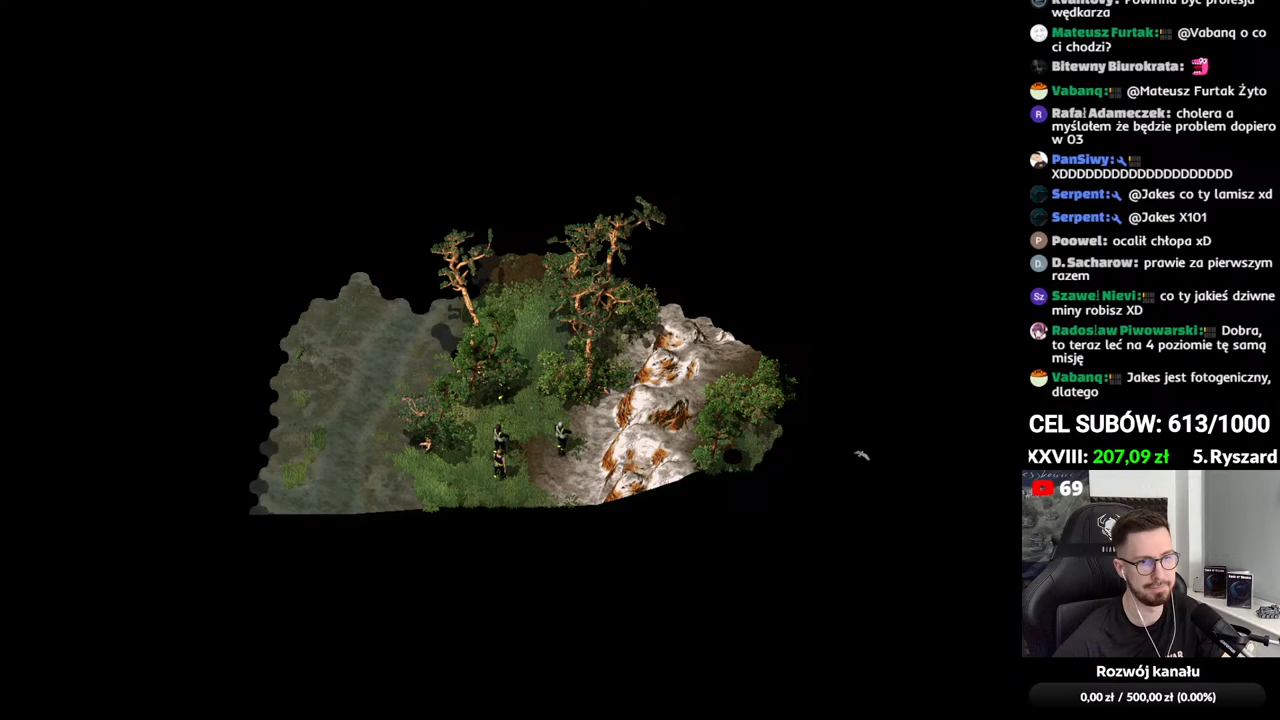 Powinna być profesja
wędkarza
Mateusz Furtak: @Vabanq o co
ci chodzi?
Bitewny Biurokrata:
Vabanq: @Mateusz Furtak Żyto
Rafał Adameczek: cholera a
myślałem że będzie problem dopiero
w 03
PanSiwy:
XDDDDDDDDDDDDDDDDDDDD
Serpent: @Jakes co ty lamisz xd
Serpent: @Jakes X101
Poowel: ocalił chłopa xD
D. Sacharow: prawie za pierwszym
razem
Szaweł Nievi: co ty jakieś dziwne
miny robisz XD
Radosław Piwowarski: Dobra,
to teraz leć na 4 poziomie tę samą
misję
Vabanq: Jakes jest fotogeniczny,
dlatego
CEL SUBÓW: 613/1000
XXVIII: 207,09 zł 5. Ryszard
69
Rozwój kanału
0,00 zł / 500,00 zł (0.00%)